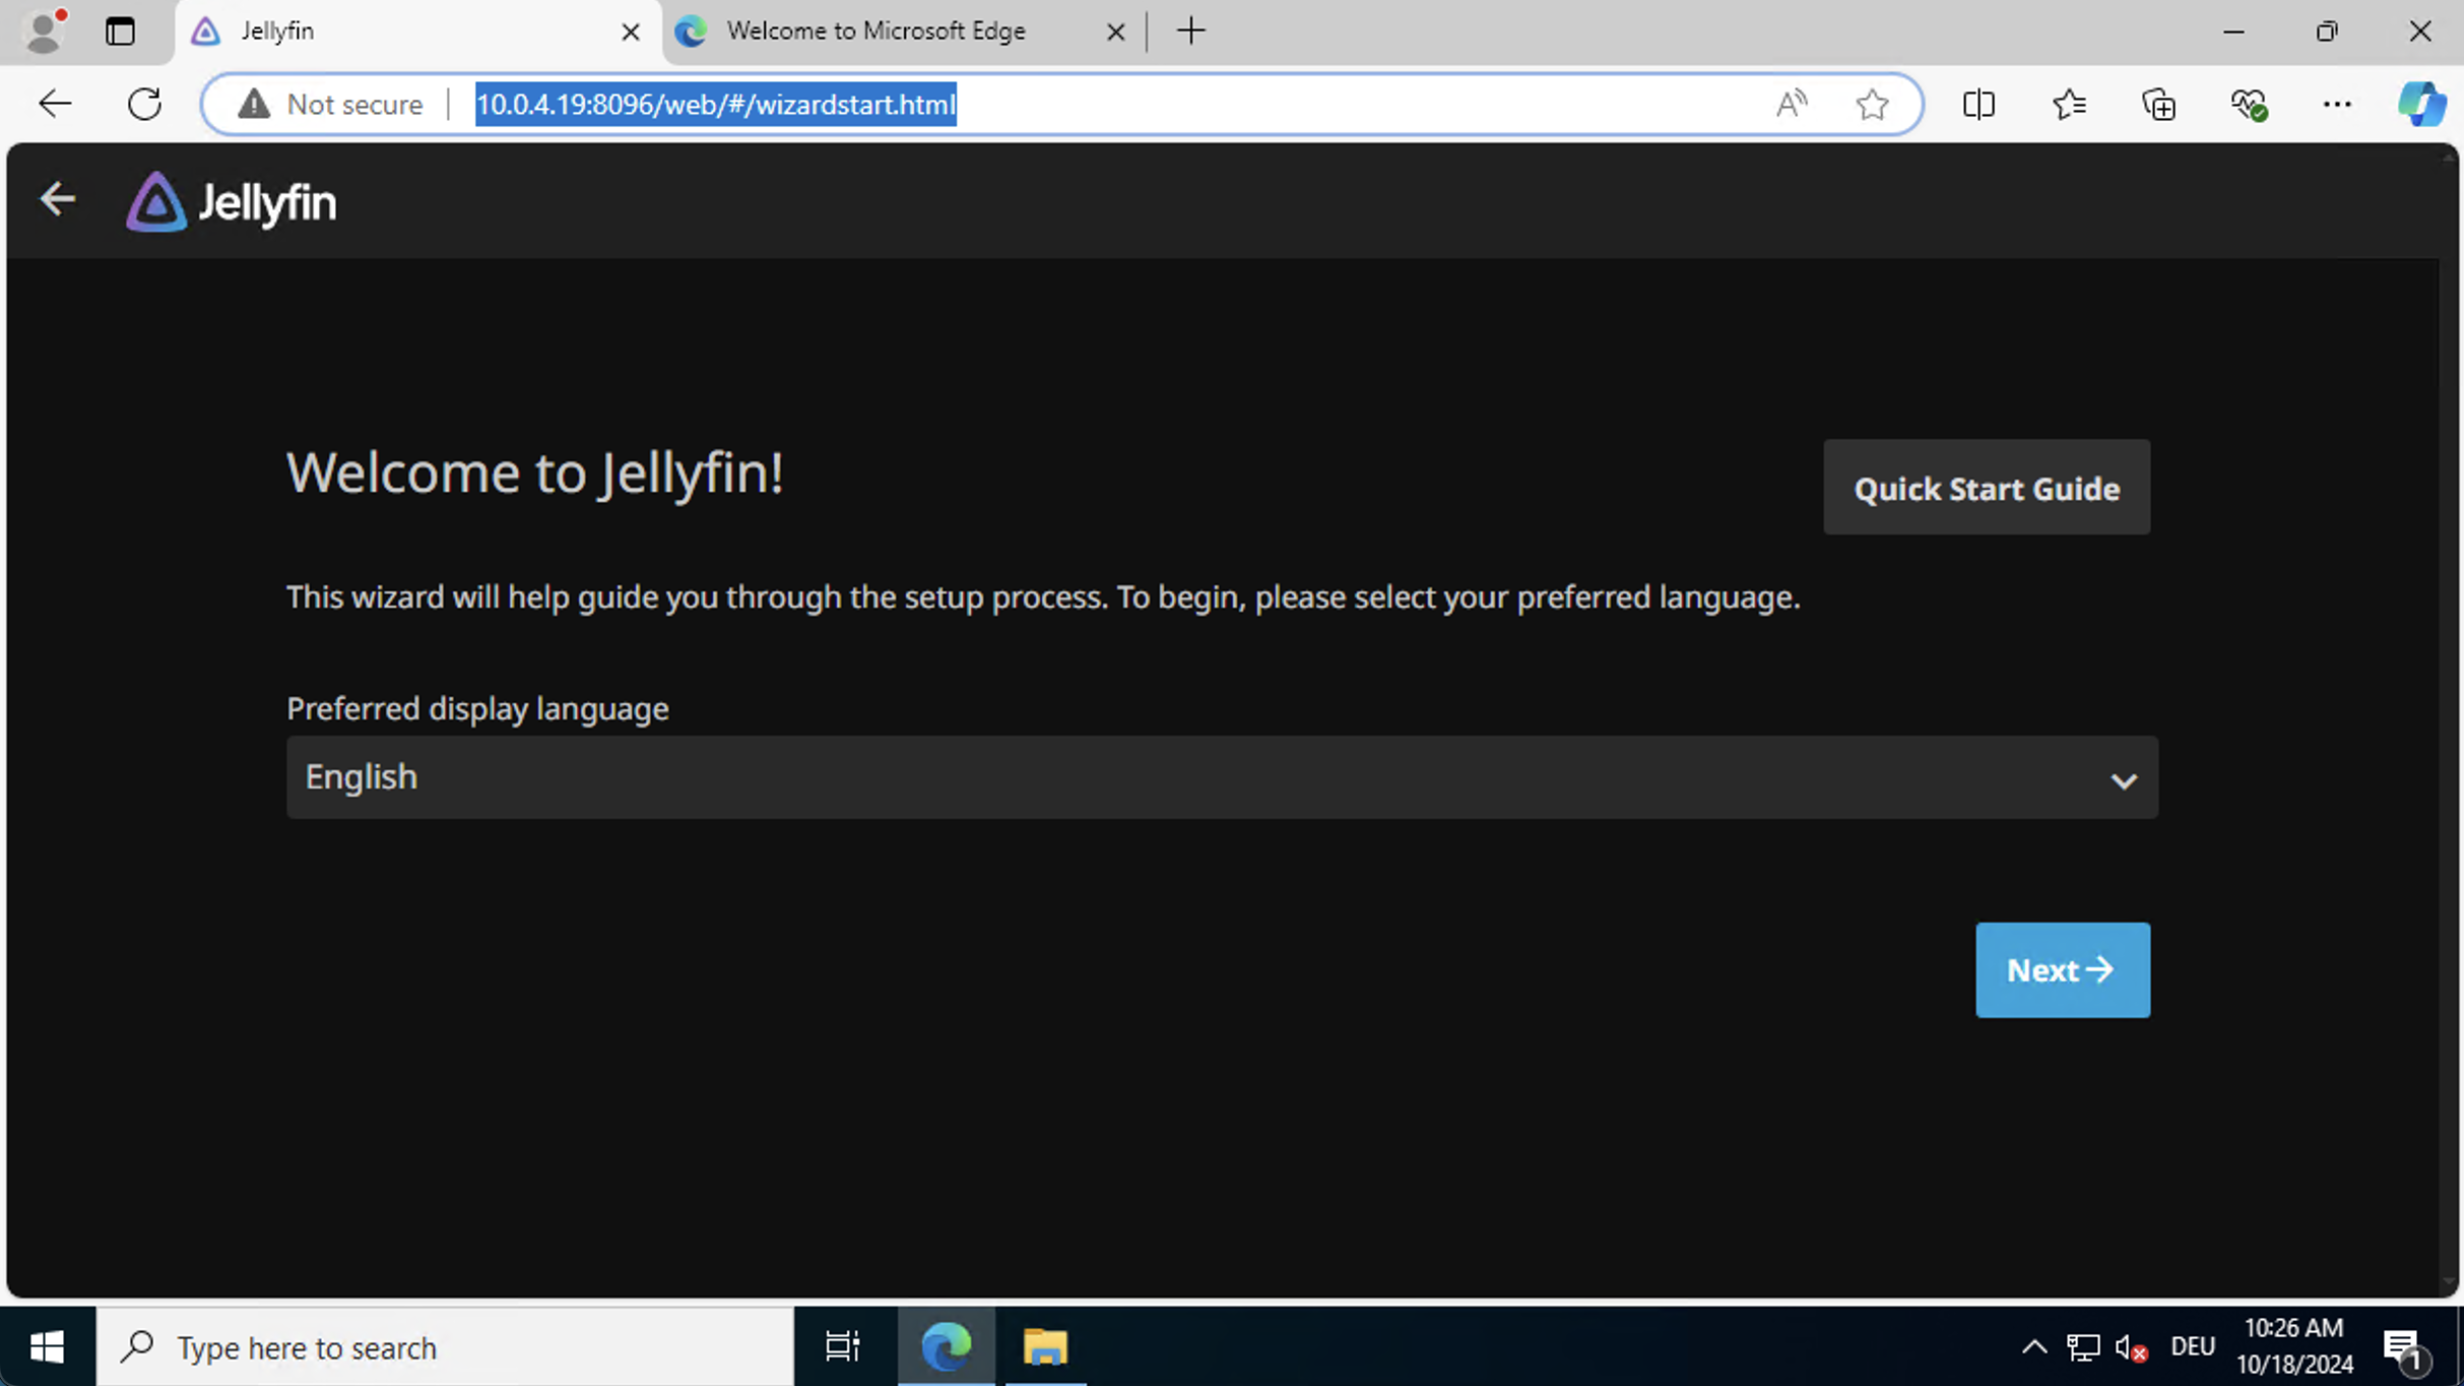 Jellyfin
Welcome to Microsoft Edge
Not secure
10.0.4.19:8096/web/#/wizardstart.html
Jellyfin
Welcome to Jellyfin!
Quick Start Guide
This wizard will help guide you through the setup process. To begin, please select your preferred language.
Preferred display language
English
Next
Type here to search
DEU
10:26 AM
10/18/2024
1